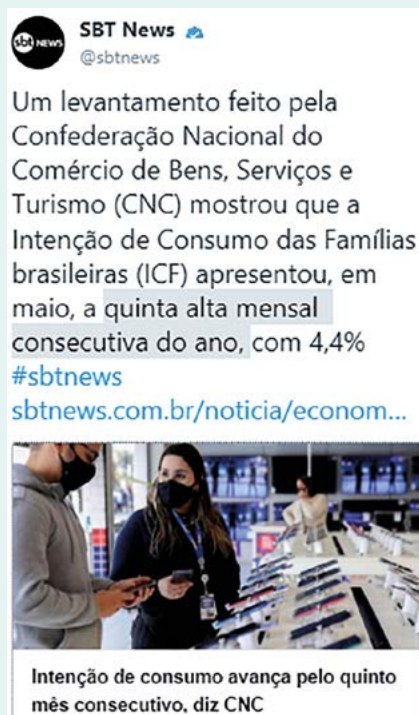 sbt NEWS
SBT News
@sbtnews
Um levantamento feito pela
Confederação Nacional do
Comércio de Bens, Serviços e
Turismo (CNC) mostrou que a
Intenção de Consumo das Famílias
brasileiras (ICF) apresentou, em
maio, a quinta alta mensal
consecutiva do ano, com 4,4%
#sbtnews
sbtnews.com.br/noticia/econom...
Intenção de consumo avança pelo quinto
mês consecutivo, diz CNC